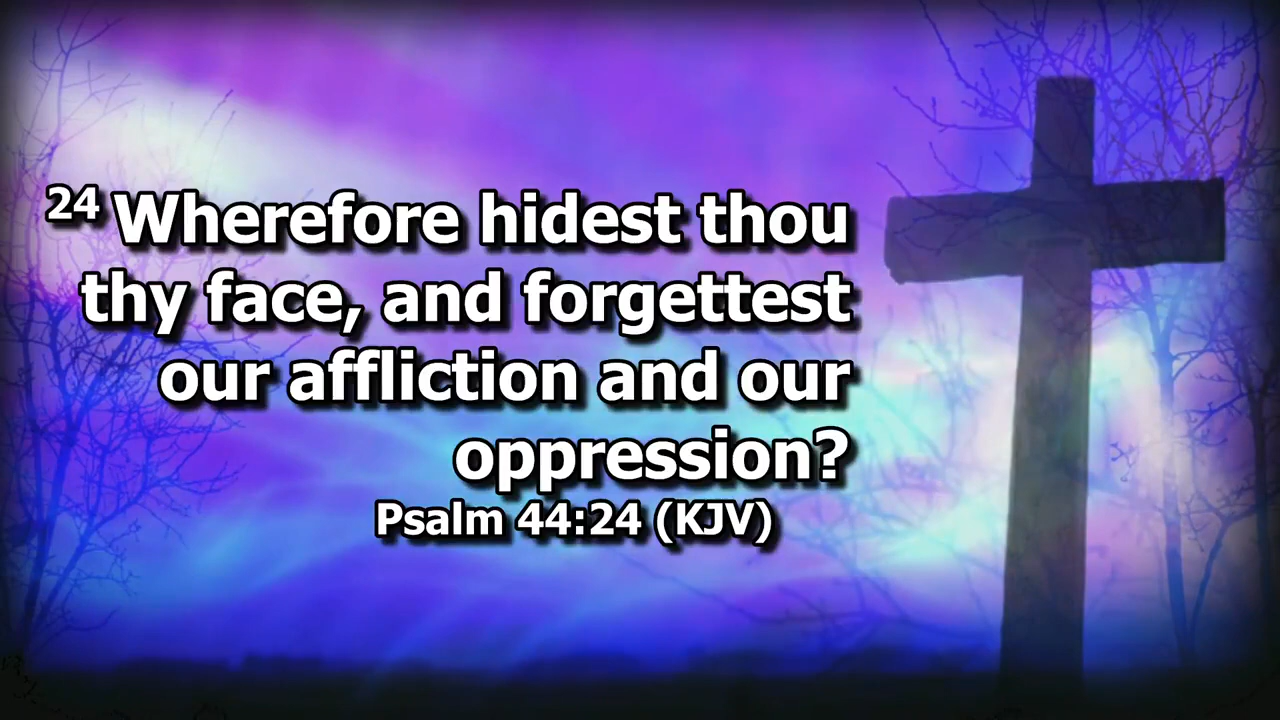 24 Wherefore hidest thou
thy face, and forgettest
our affliction and our
oppression?
Psalm 44:24 (KJV)